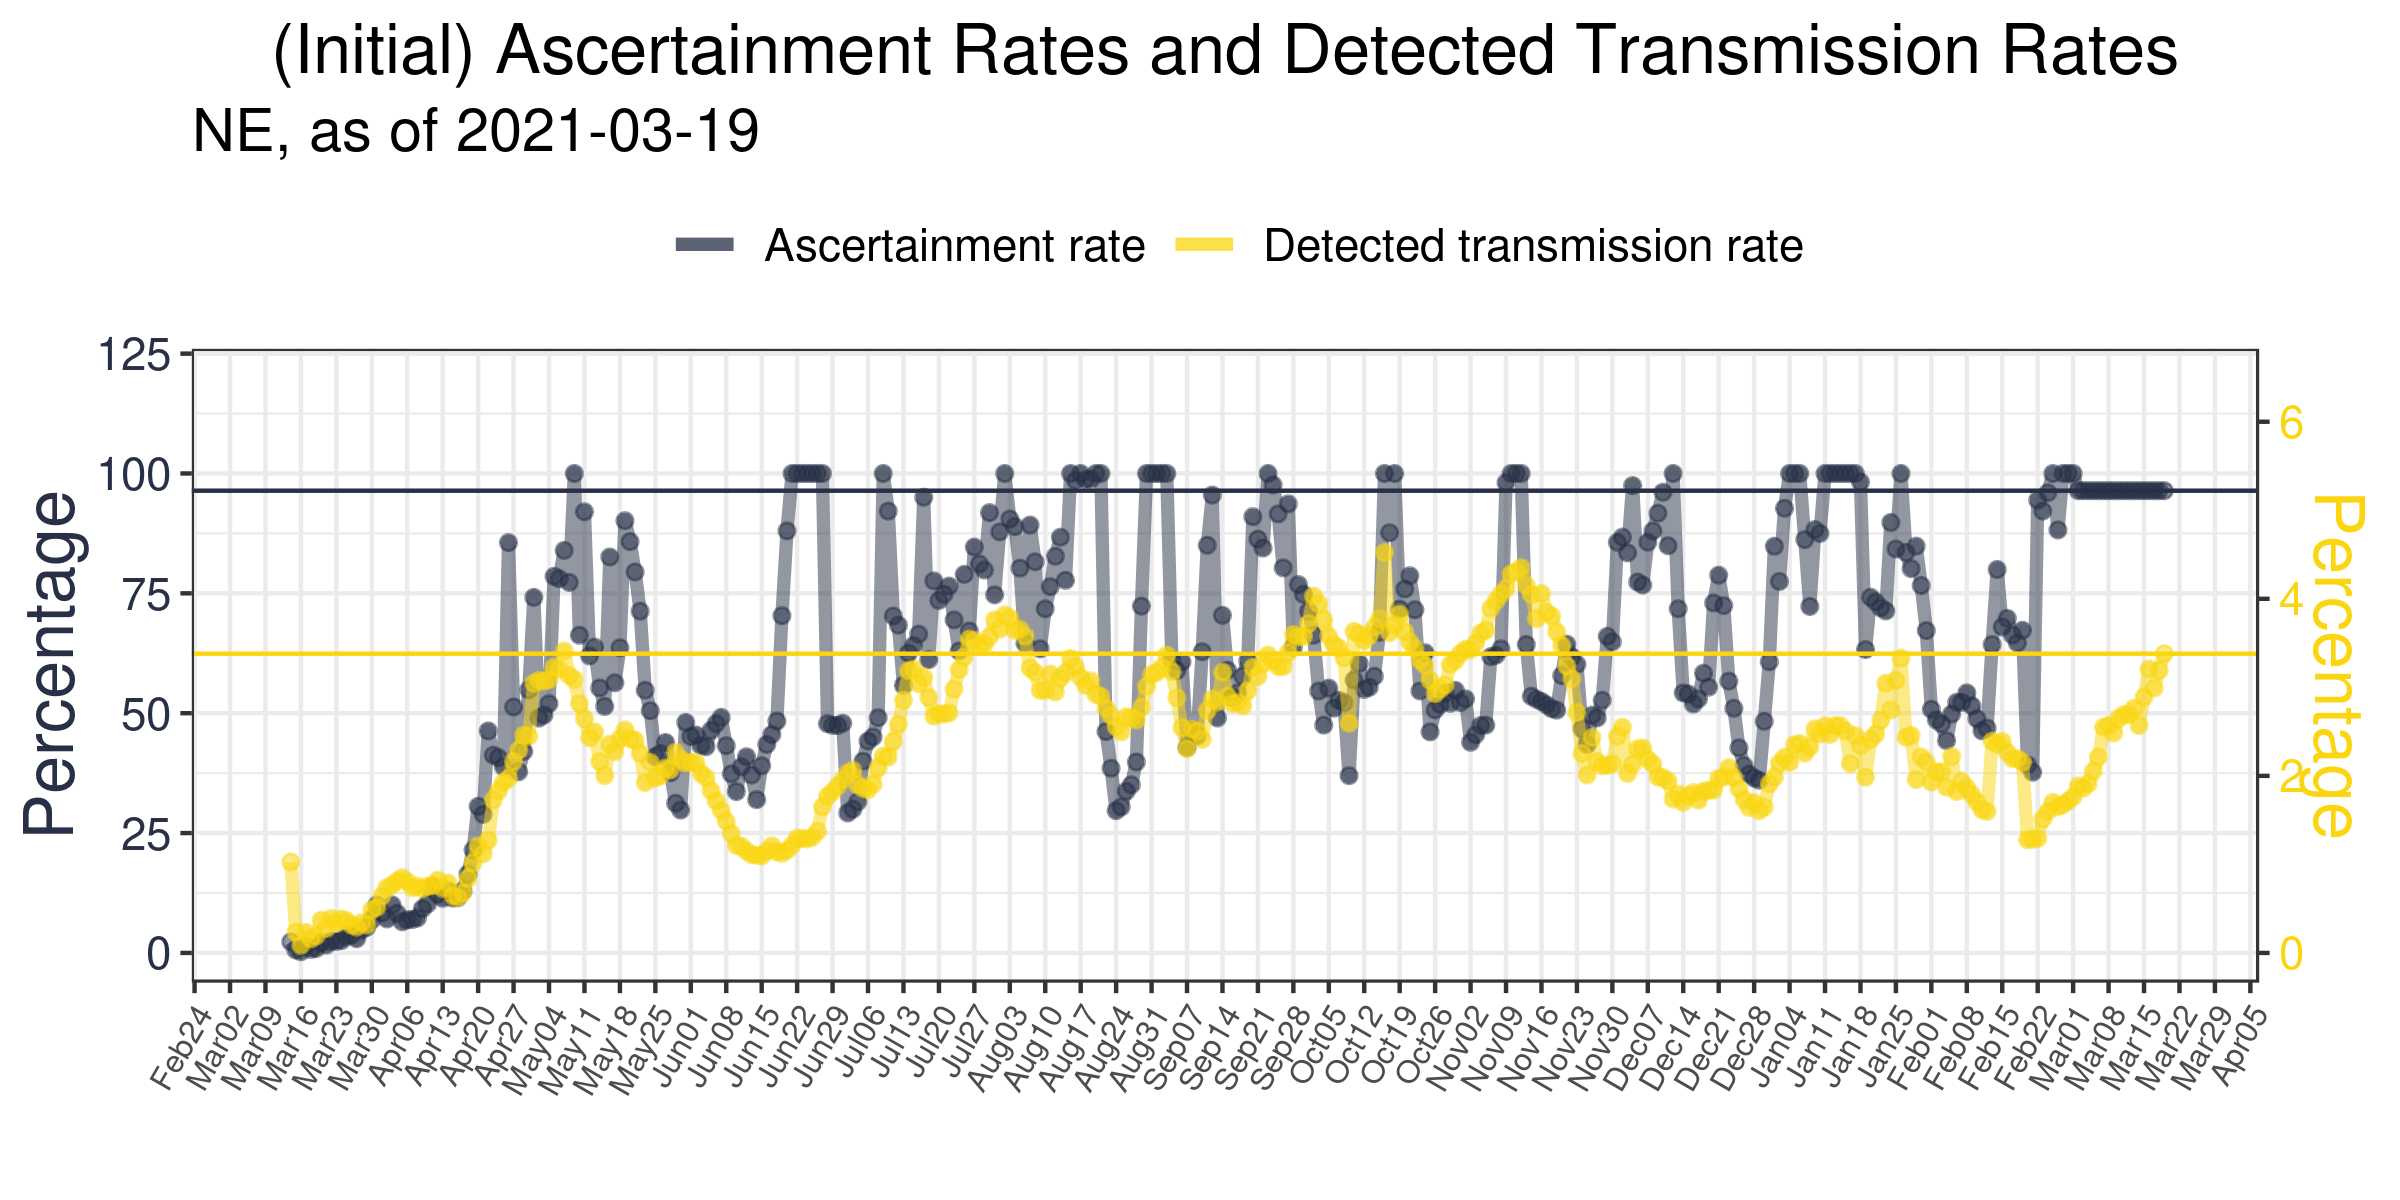 (Initial) Ascertainment Rates and Detected Transmission Rates
NE, as of 2021-03-19
Ascertainment rate
Detected transmission rate
Percentage
125
100
75
50
25
0
6
4
2
0
Percentage
Feb24
Mar02
Mar09
Mar16
Mar23
Mar30
Apr06
Apr13
Apr20
Apr27
May04
May11
May18
May25
Jun01
Jun08
Jun15
Jun22
Jun29
Jul06
Jul13
Jul20
Jul27
Aug03
Aug10
Aug17
Aug24
Aug31
Sep07
Sep14
Sep21
Sep28
Oct05
Oct12
Oct19
Oct26
Nov02
Nov09
Nov16
Nov23
Nov30
Dec07
Dec14
Dec21
Dec28
Jan04
Jan11
Jan18
Jan25
Feb01
Feb08
Feb15
Feb22
Mar01
Mar08
Mar15
Mar22
Mar29
Apr05